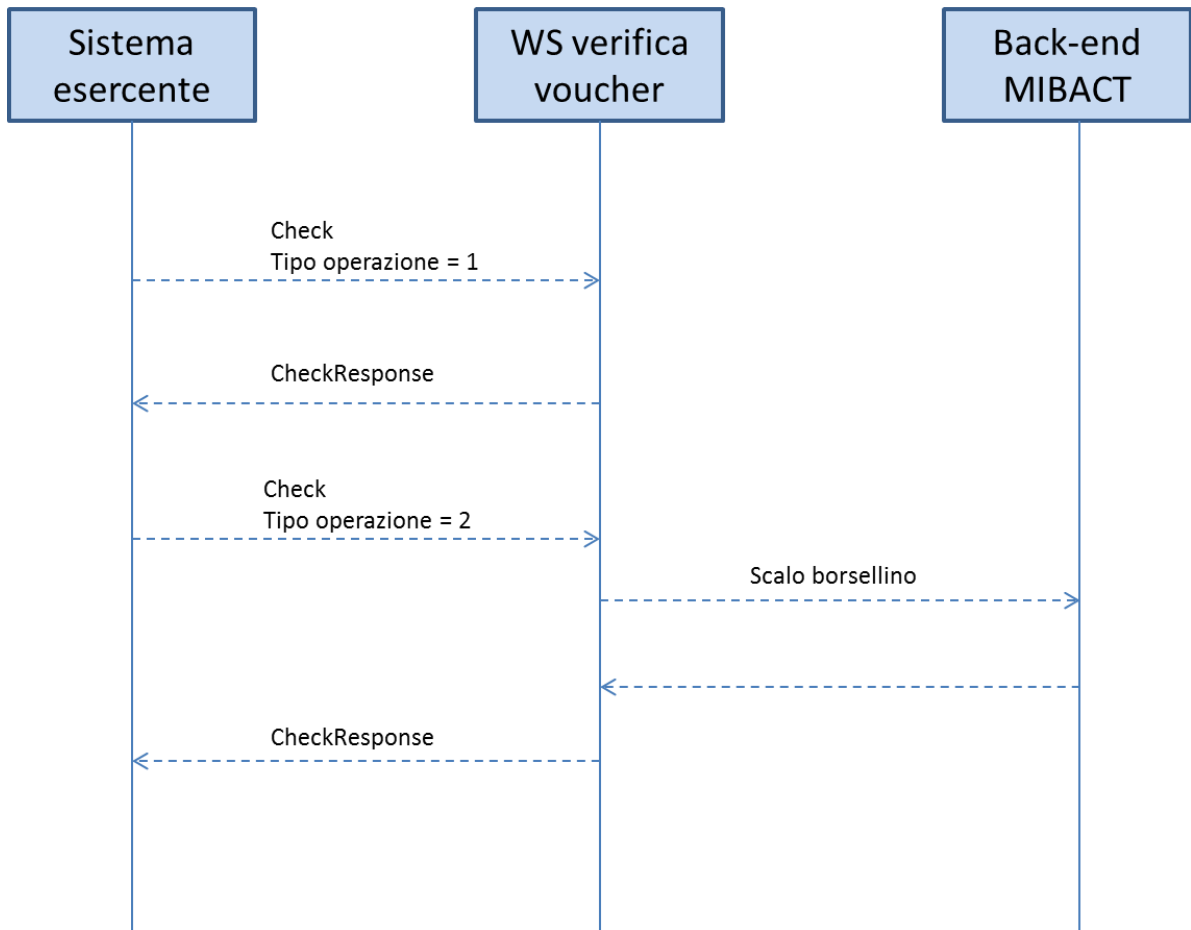 Sistema
esercente
WS verifica
voucher
Back-end
MIBACT
Check
Tipo operazione = 1
CheckResponse
Check
Tipo operazione = 2
Scalo borsellino
CheckResponse